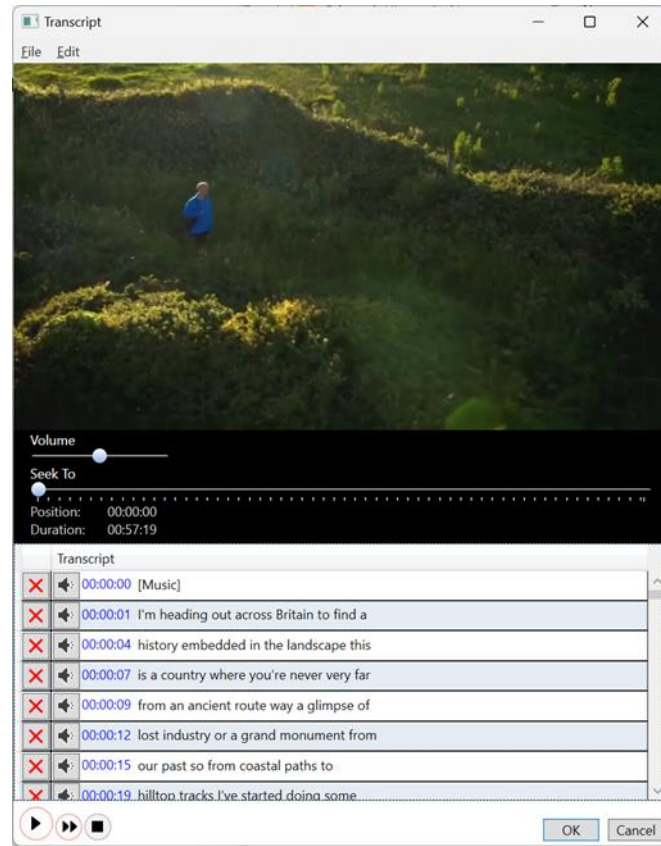 Transcript
File Edit
Volume
Seek To
Position: 00:00:00
Duration: 00:57:19
Transcript
00:00:00 [Music]
00:00:01 I'm heading out across Britain to find a
00:00:04 history embedded in the landscape this
00:00:07 is a country where you're never very far
00:00:09 from an ancient route way a glimpse of
00:00:12 lost industry or a grand monument from
00:00:15 our past so from coastal paths to
00:00:19 hilltop tracks I've started doing some
OK Cancel